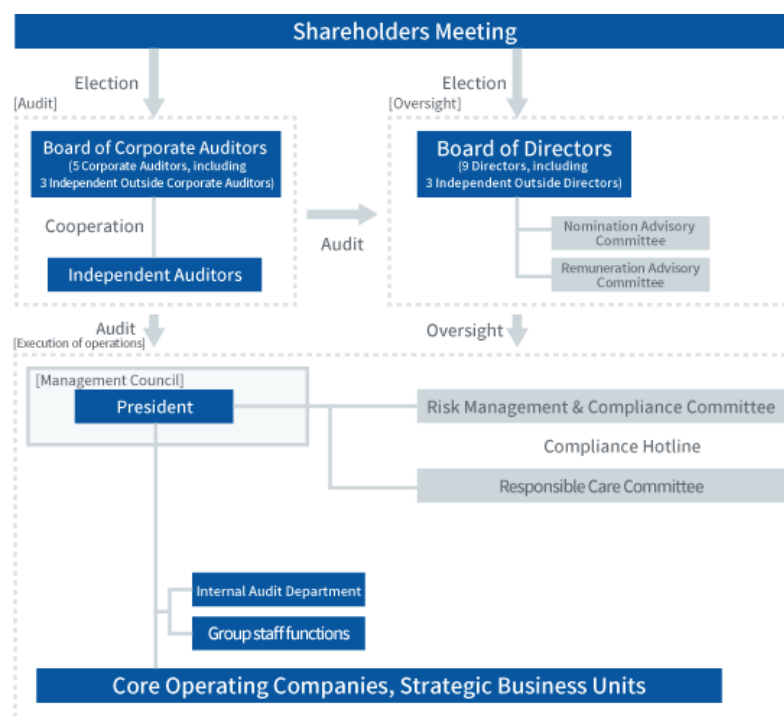 Shareholders Meeting
Election
Election
[Audit]
[Oversight]
Board of Corporate Auditors
(5 Corporate Auditors, including
3 Independent Outside Corporate Auditors)
Board of Directors
(9 Directors, including
3 Independent Outside Directors)
Cooperation
Audit
Nomination Advisory
Committee
Independent Auditors
Remuneration Advisory
Committee
Audit
Oversight
[Execution of operations]
[Management Council]
President
Risk Management & Compliance Committee
Compliance Hotline
Responsible Care Committee
Internal Audit Department
Group staff functions
Core Operating Companies, Strategic Business Units